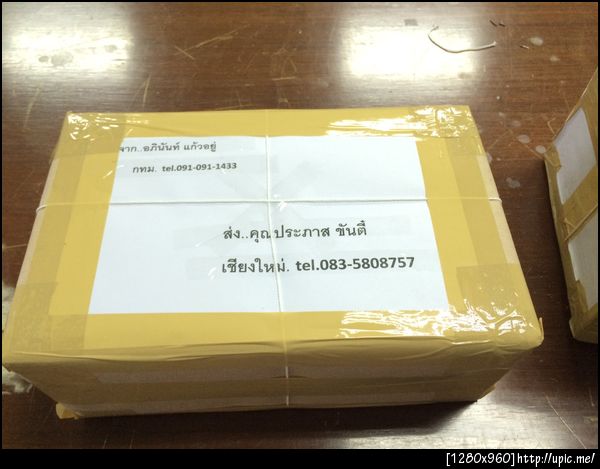 จาก..อภินันท์ แก้วอยู่
กทม. tel.091-091-1433
ส่ง..คุณประภาส ขันตี
เชียงใหม่. tel.083-5808757
[1280x960]http://upic.me/